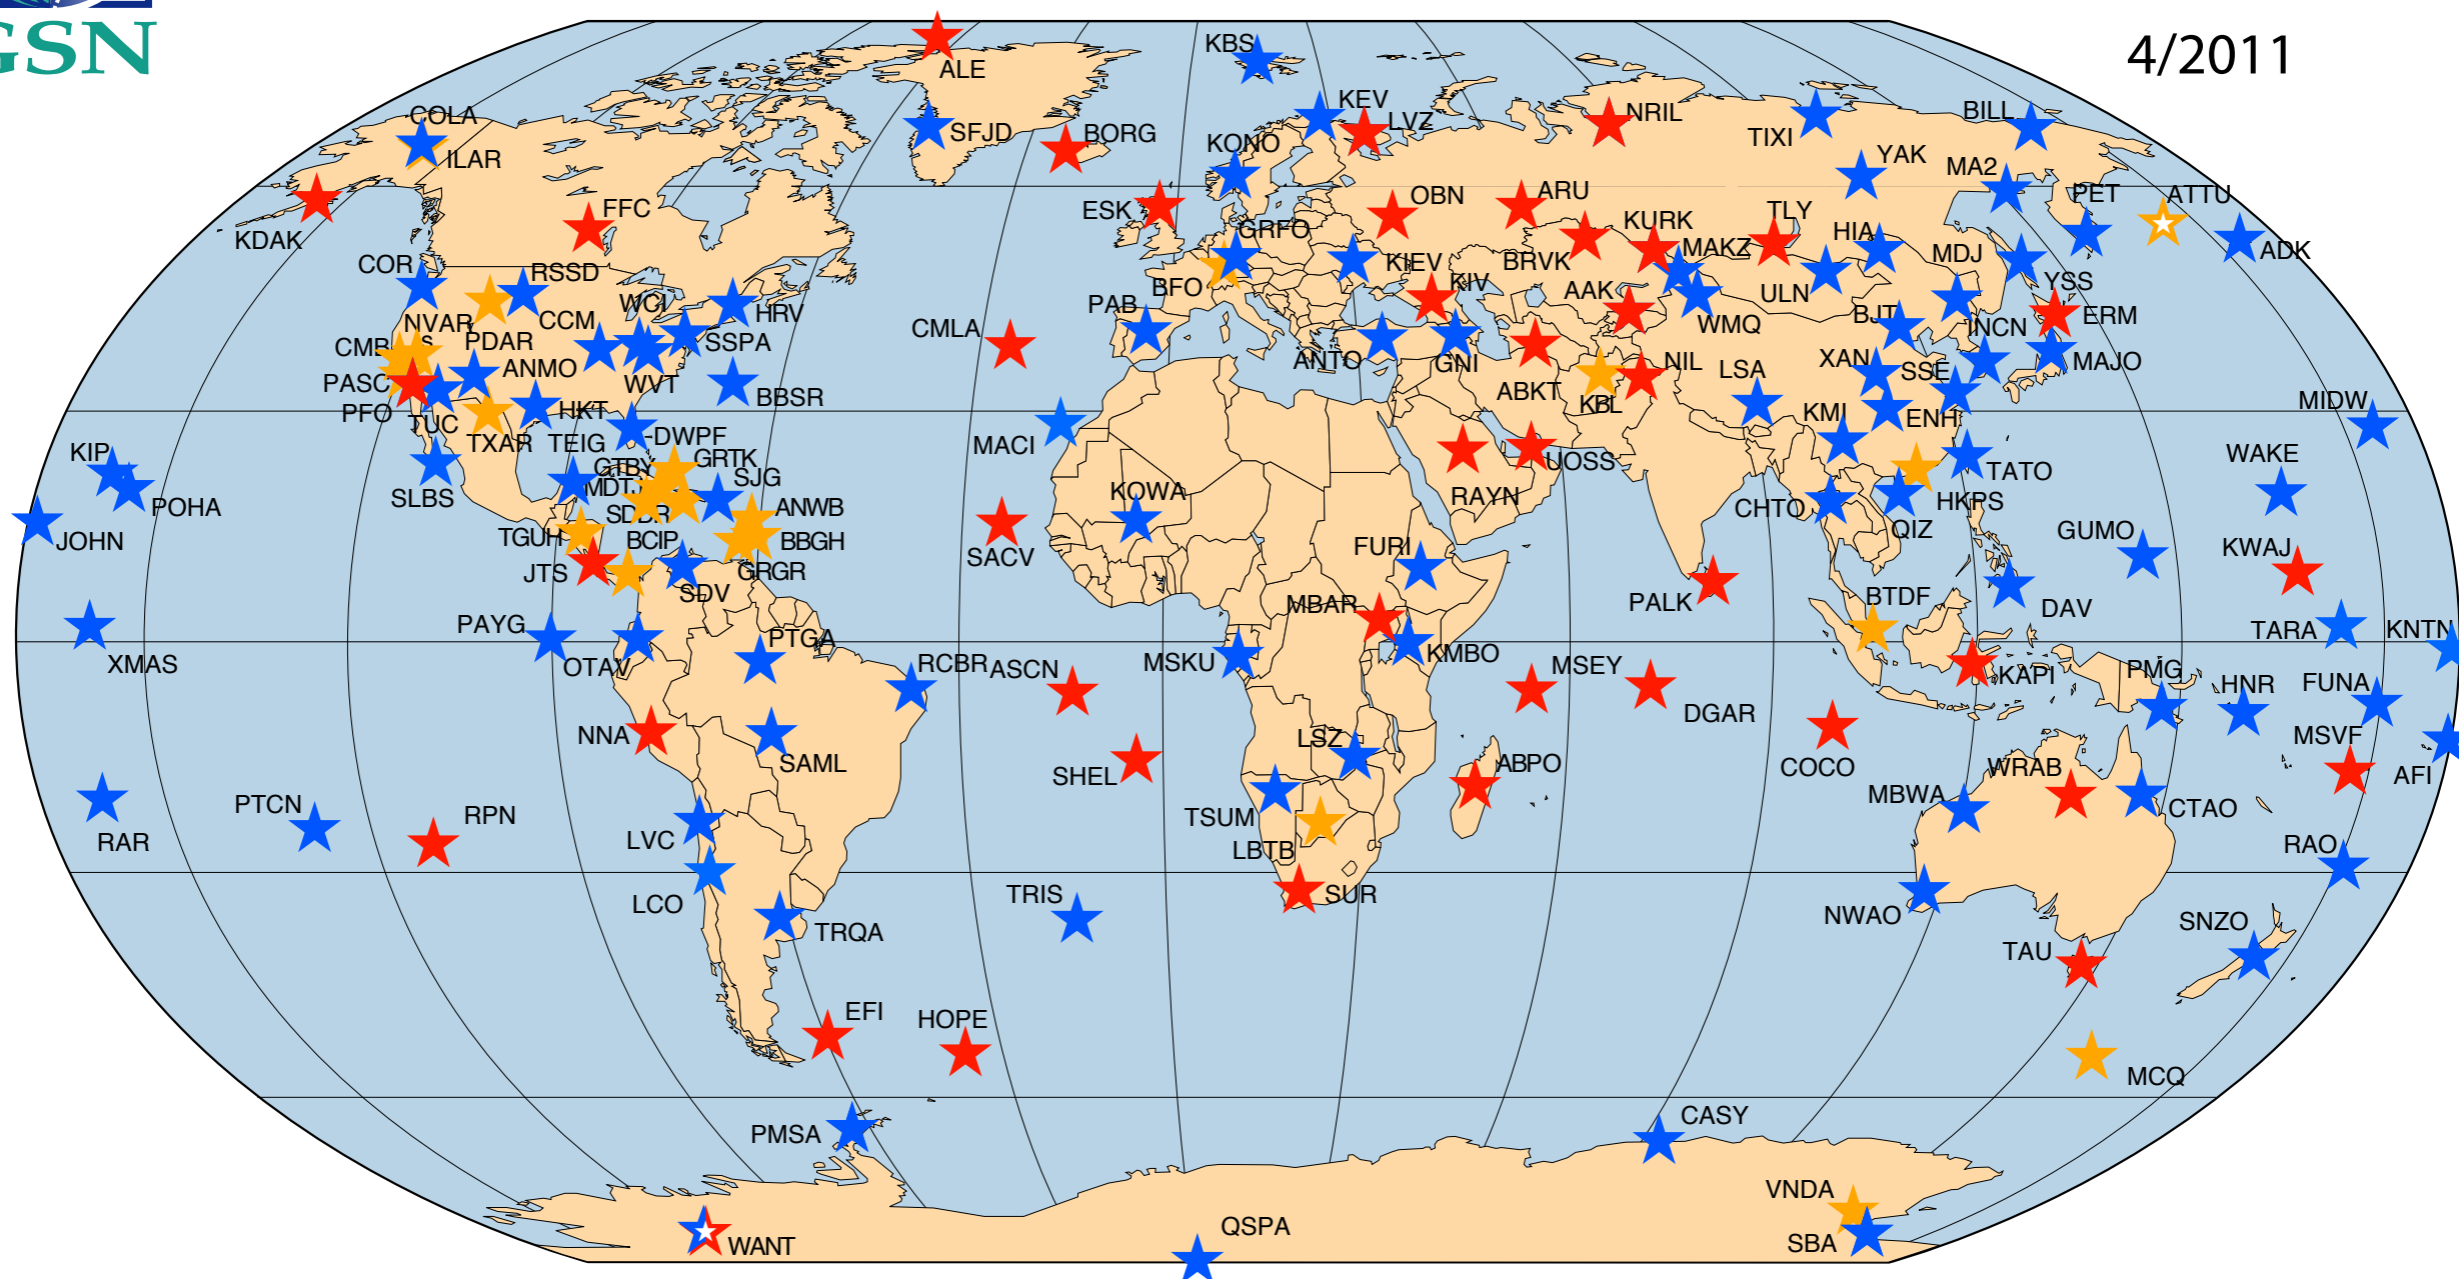 GSN
4/2011
KBS
ALE
COLA
KEV
NRIL
BILL
SFJD
BORG
LVZ
TIXI
KONO
ILAR
YAK
MA2
OBN
ARU
PET
ATTU
FFC
ESK
KURK
TLY
KDAK
GRFO
HIA
MAKZ
MDJ
ADK
COR
RSSD
KIEV
BRVK
BFO
KIV
AAK
ULN
YSS
WCI
PAB
HRV
NVAR
CCM
CMLA
WMQ
BJT
INCN
ERM
PDAR
SSPA
CMB
ANTO
GNI
NIL
LSA
XAN
SSE
MAJO
ANMO
PASC
WVT
BBSR
ABKT
KBL
MIDW
PFO
TUC
HKT
KMI
ENH
DWPF
TXAR
TEIG
MACI
KIP
GTBY
GRTK
UOSS
WAKE
TATO
SJG
MDTJ
SLBS
KOWA
RAYN
HKPS
POHA
SDDR
ANWB
CHTO
QIZ
JOHN
TGUH
BCIP
BBGH
FURI
GUMO
SACV
KWAJ
JTS
GRGR
SDV
MBAR
PALK
BTDF
DAV
PAYG
TARA
KNTN
PTGA
XMAS
OTAV
RCBR
ASCN
MSKU
KMBO
MSEY
KAPI
PMG
HNR
FUNA
DGAR
NNA
LSZ
MSVF
SAML
SHEL
ABPO
COCO
WRAB
AFI
MBWA
PTCN
RPN
TSUM
CTAO
RAR
LVC
LBTB
RAO
TRIS
SUR
LCO
NWAO
SNZO
TRQA
TAU
EFI
HOPE
MCQ
CASY
PMSA
VNDA
QSPA
WANT
SBA